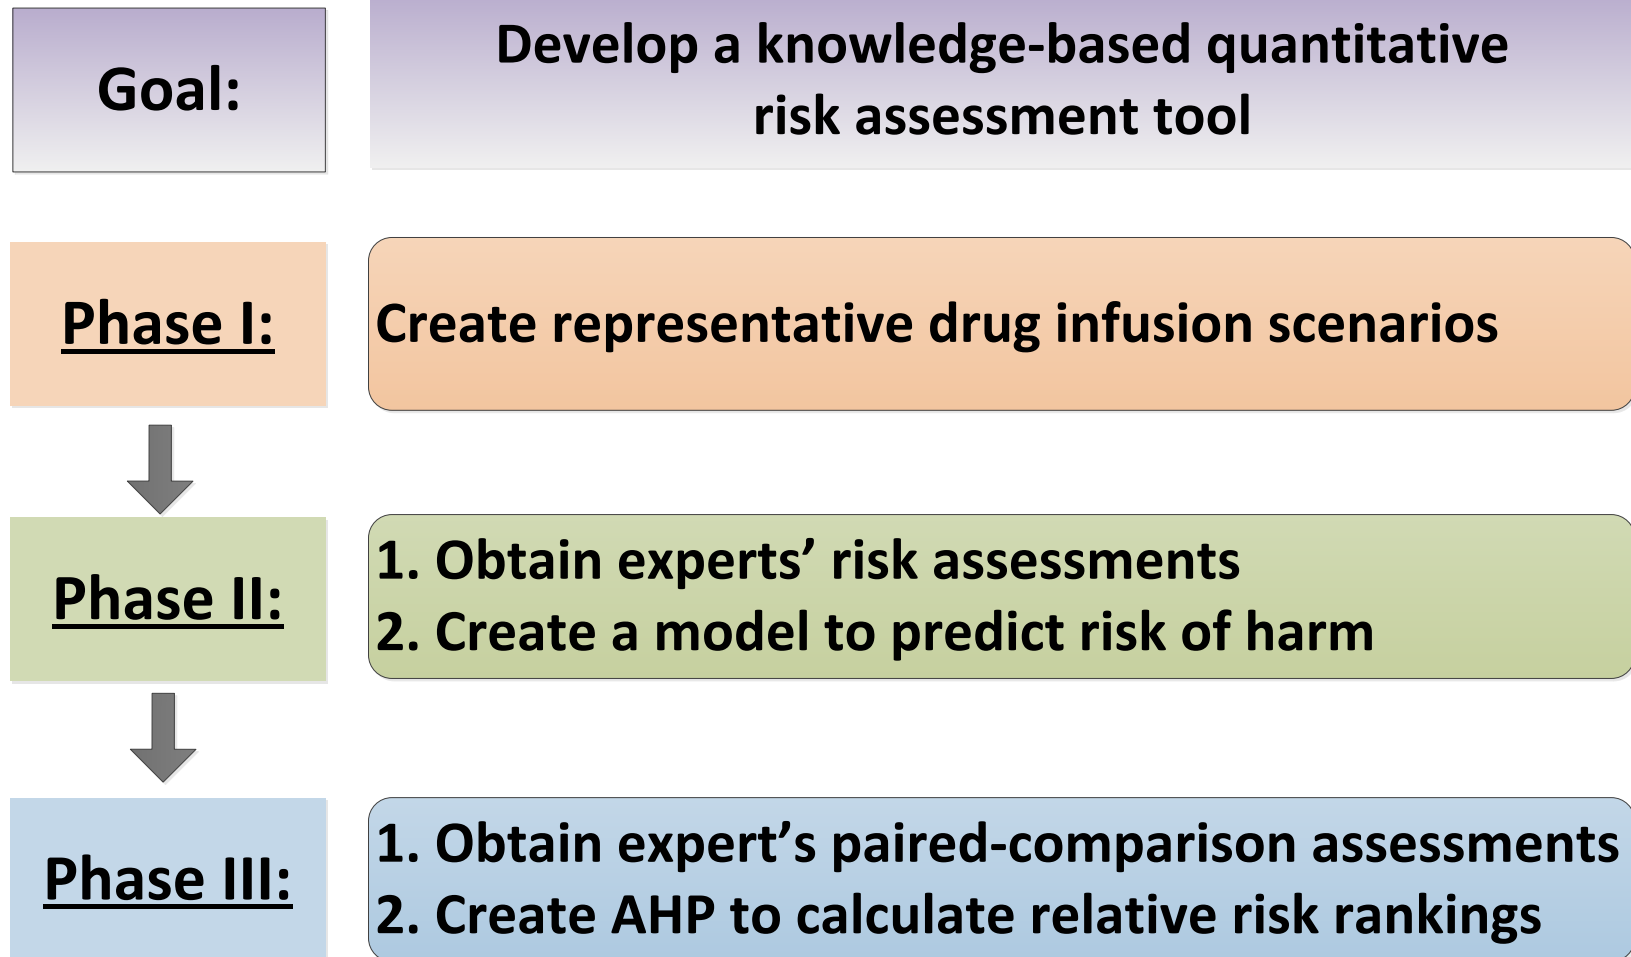 Goal:
Develop a knowledge-based quantitative
risk assessment tool
Phase I:
Create representative drug infusion scenarios
Phase II:
1. Obtain experts’ risk assessments
2. Create a model to predict risk of harm
Phase III:
1. Obtain expert’s paired-comparison assessments
2. Create AHP to calculate relative risk rankings